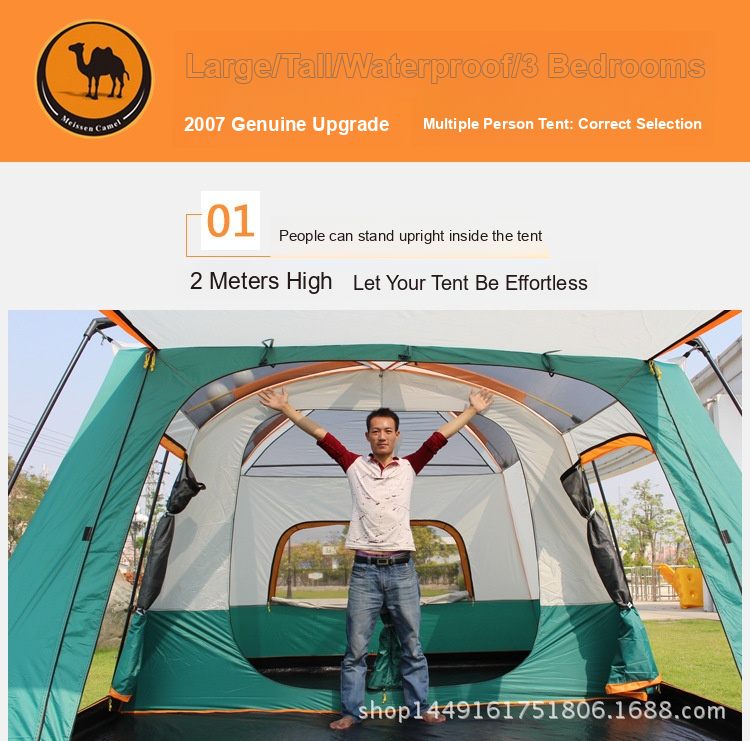 Large/Tall/Waterproof/3 Bedrooms
Meissen Camel
2007 Genuine Upgrade
Multiple Person Tent: Correct Selection
01
People can stand upright inside the tent
2 Meters High
Let Your Tent Be Effortless
shop1449161751806.1688.com